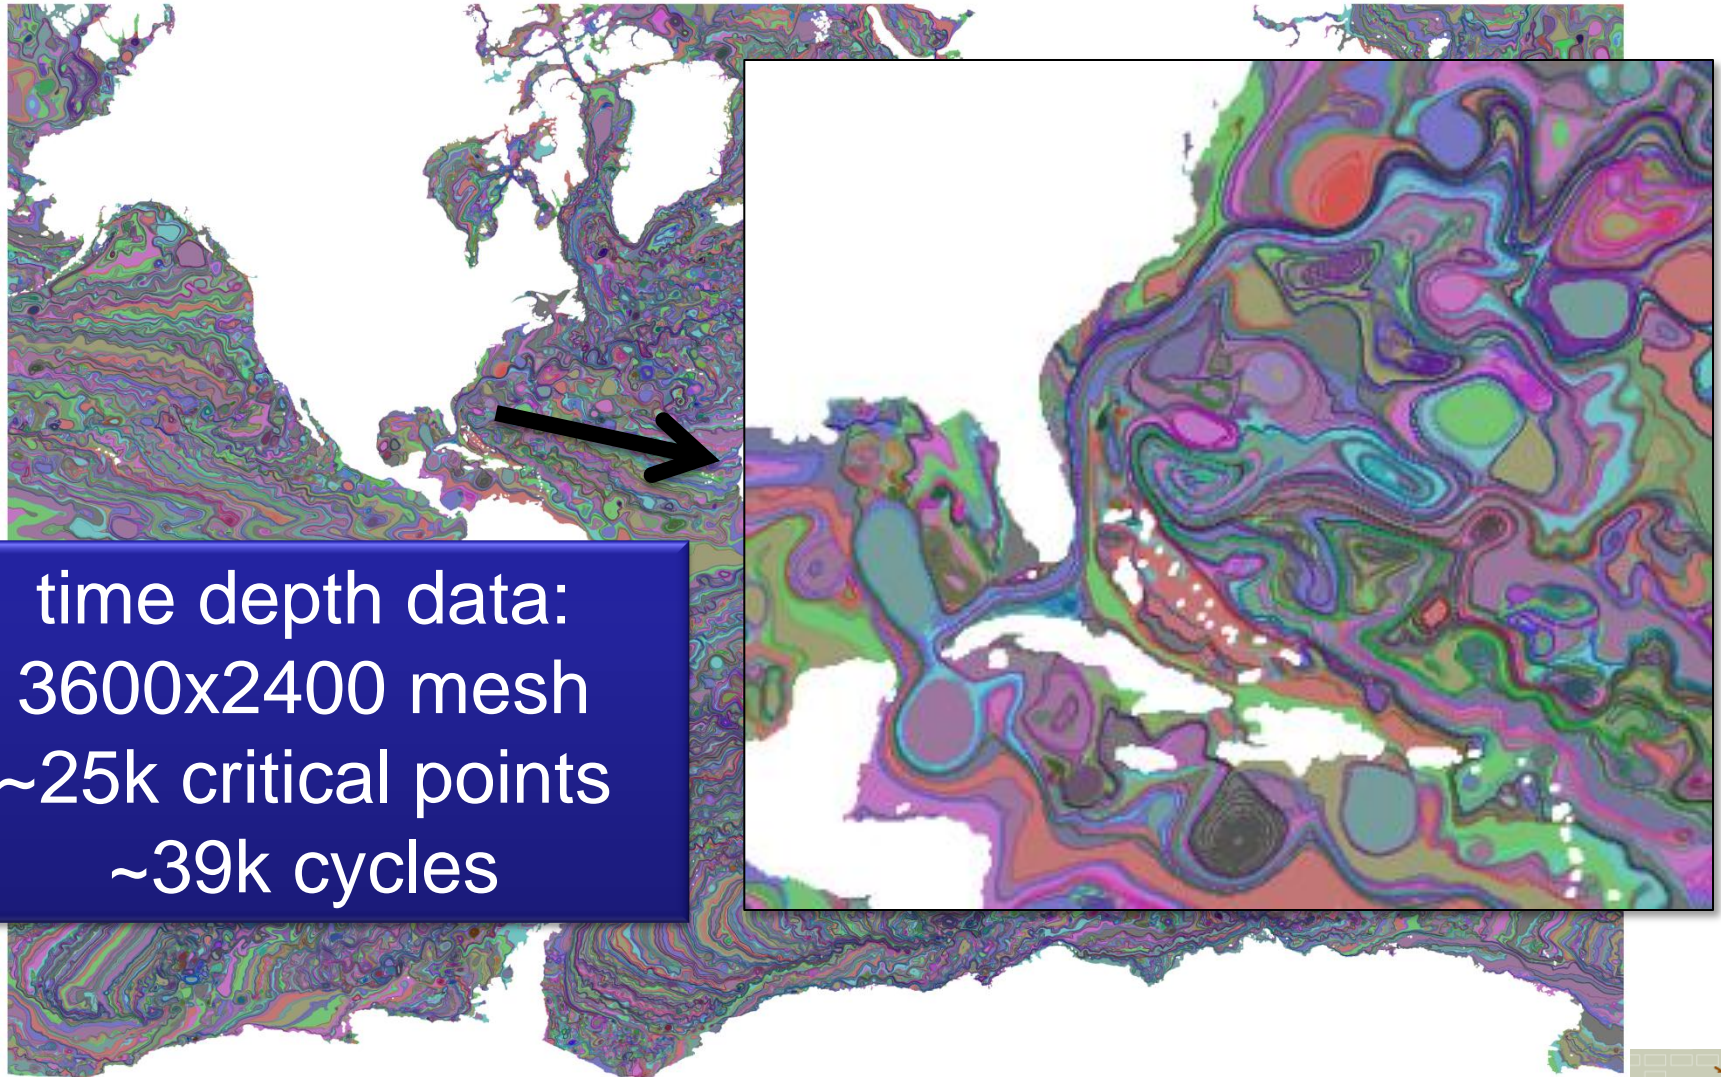 time depth data:
3600x2400 mesh
~25k critical points
~39k cycles